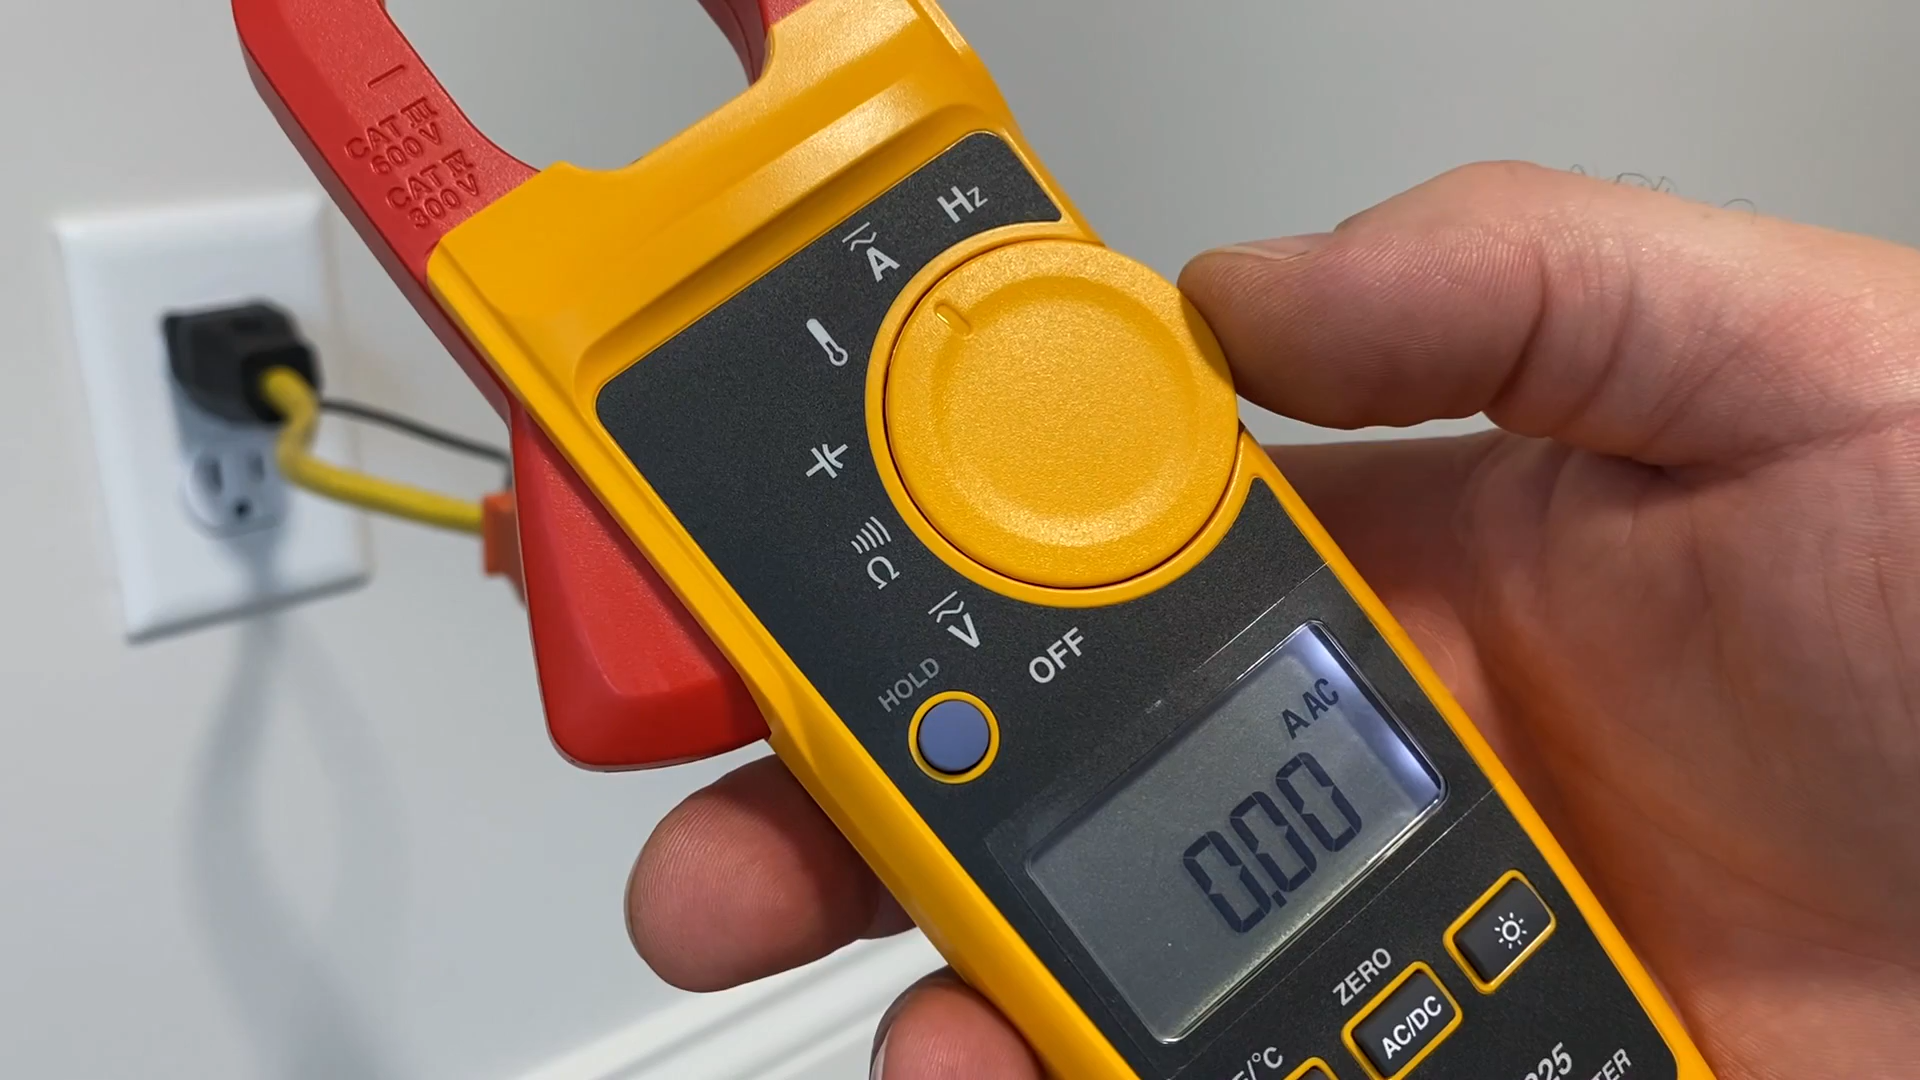 CAT III
600 V
CAT IV
300 V
Hz
A
Ω
V
OFF
HOLD
A AC
0.00
ZERO
AC/DC
/°C